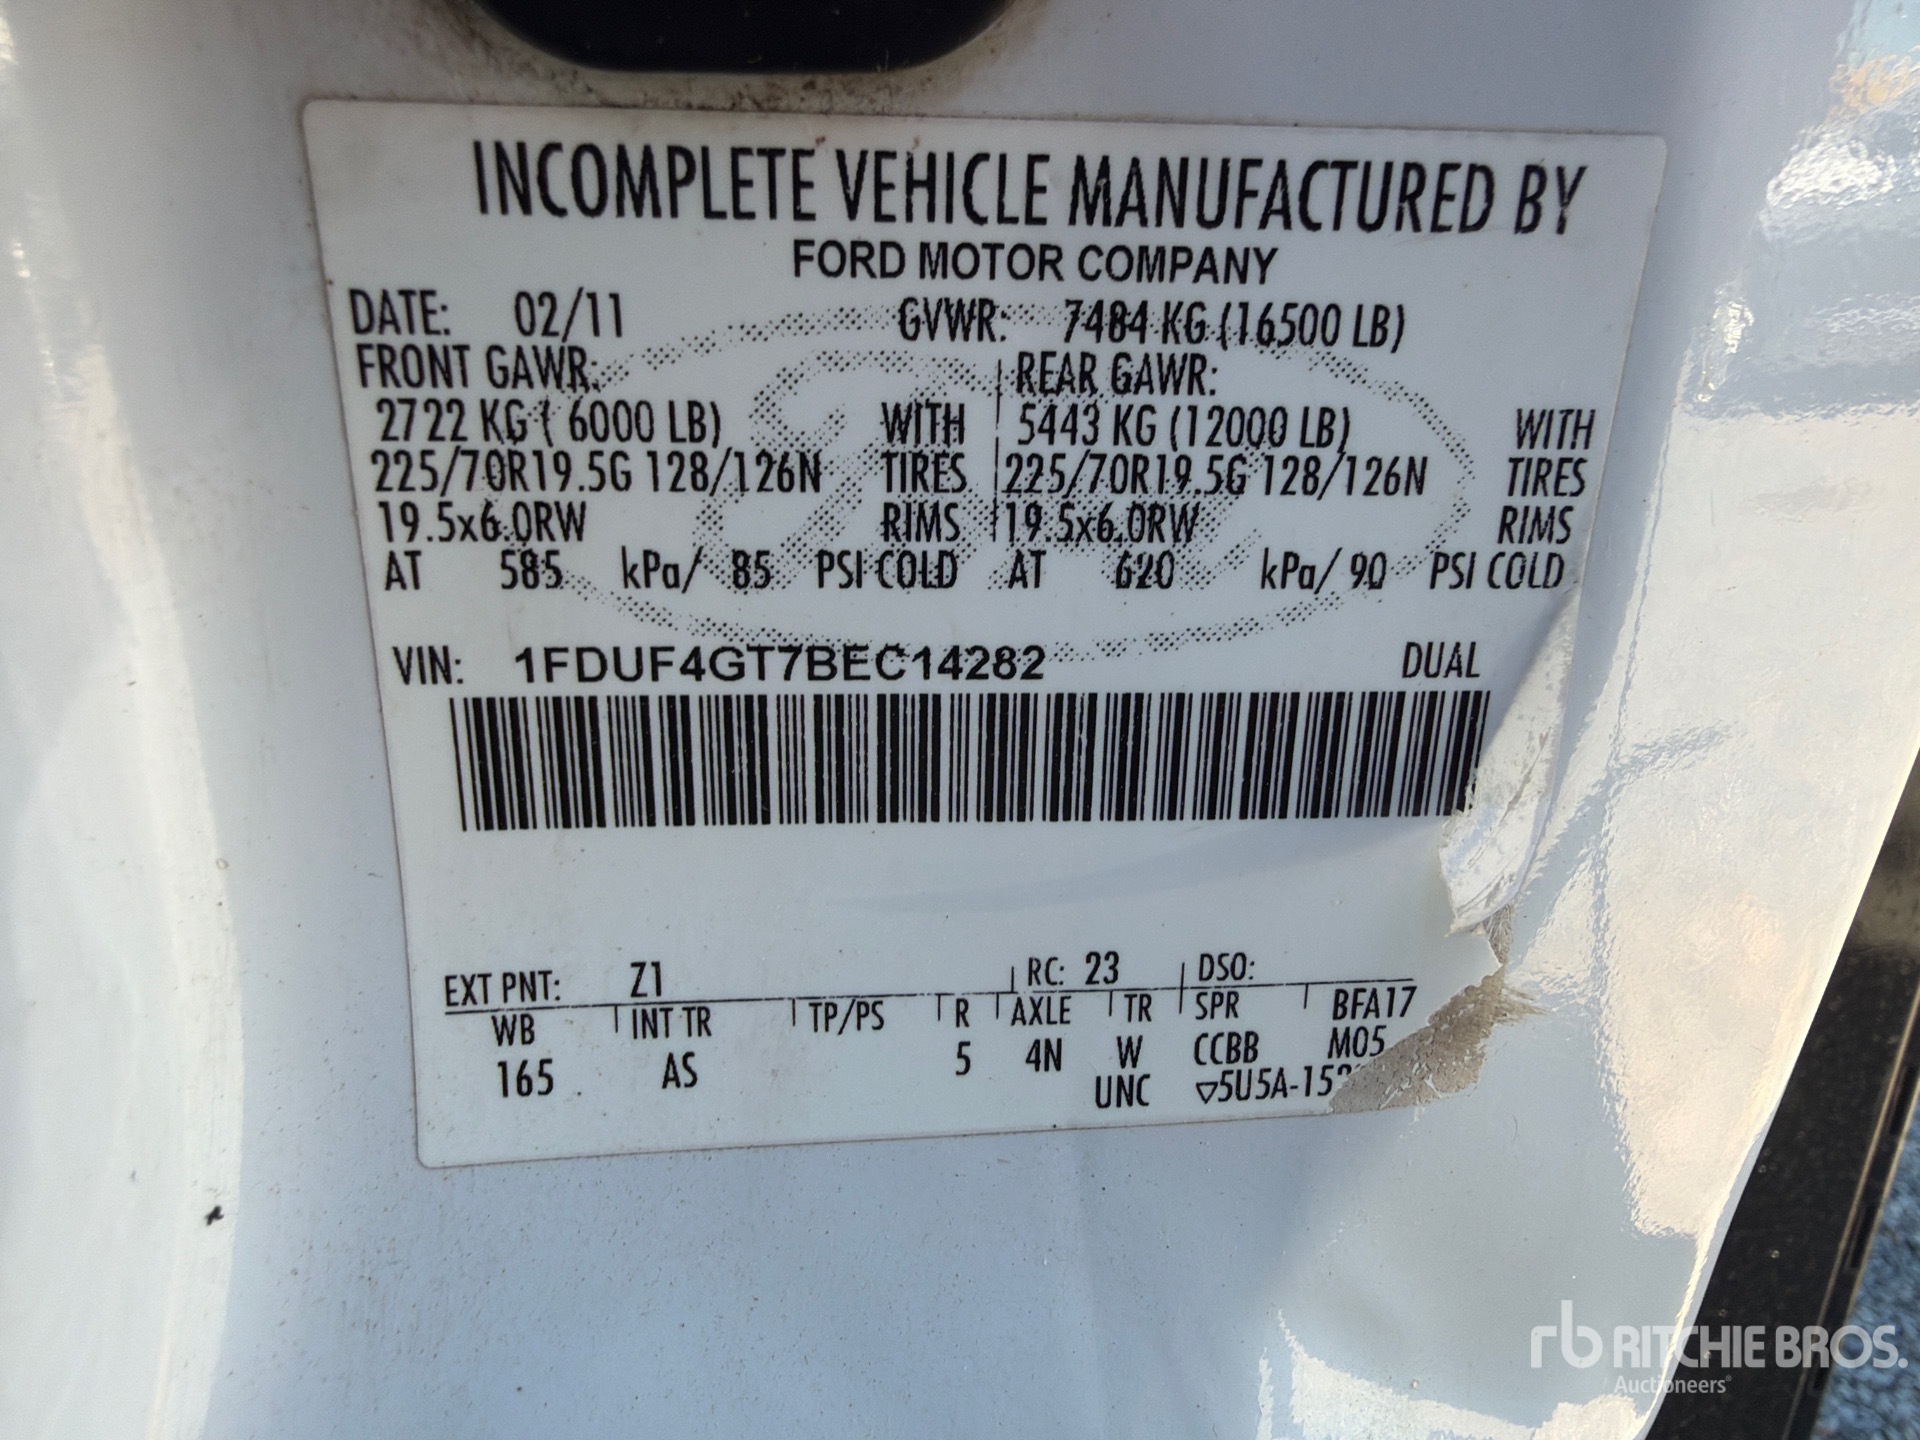 INCOMPLETE VEHICLE MANUFACTURED BY
FORD MOTOR COMPANY
DATE: 02/11 GVWR: 7484 KG (16500 LB)
FRONT GAWR: REAR GAWR:
2722 KG ( 6000 LB) WITH 5443 KG (12000 LB) WITH
225/70R19.5G 128/126N TIRES 225/70R19.5G 128/126N TIRES
19.5x6.0RW RIMS 19.5x6.0RW RIMS
AT 585 kPa/ 85 PSI COLD AT 620 kPa/ 90 PSI COLD
VIN: 1FDUF4GT7BEC14282 DUAL
EXT PNT: Z1 RC: 23 DSO:
WB INT TR TP/PS R AXLE TR SPR BFA17
165 AS 5 4N W CCBB M05
UNC ▽5U5A-15
rb RITCHIE BROS.
Auctioneers®